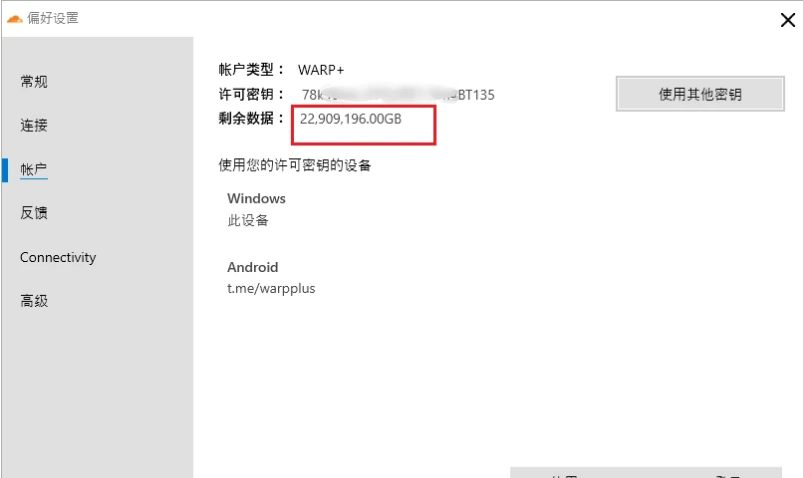 偏好设置
常规
连接
帐户
反馈
Connectivity
高级
帐户类型： WARP+
许可密钥： 78k BT135
剩余数据： 22,909,196.00GB
使用其他密钥
使用您的许可密钥的设备
Windows
此设备
Android
t.me/warpplus